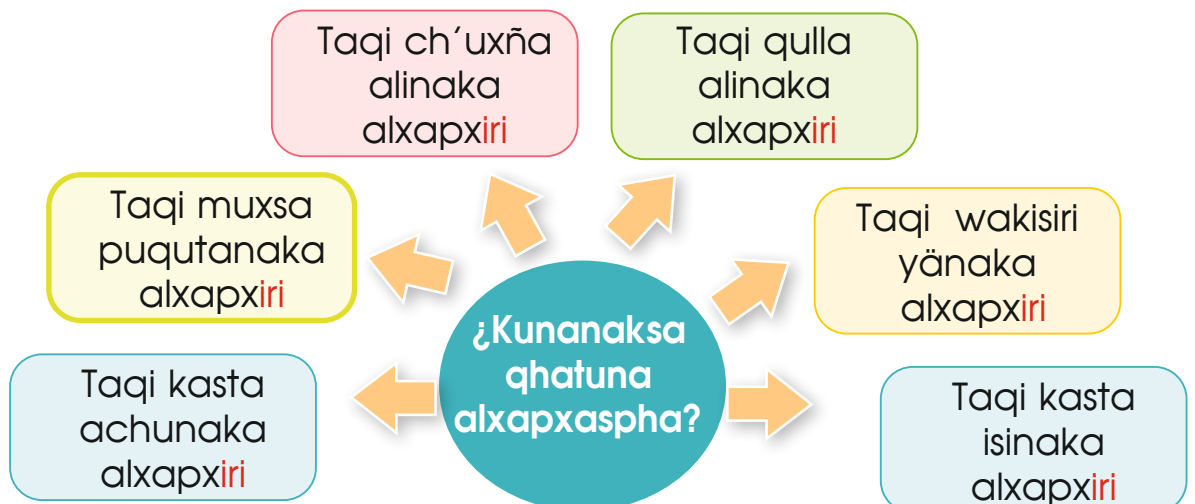 Taqi ch´uxña
alinaka
alxapxiri
Taqi qulla
alinaka
alxapxiri
Taqi muxsa
puqutanaka
alxapxiri
Taqi wakisiri
yänaka
alxapxiri
¿Kunanaksa
qhatuna
alxapxaspha?
Taqi kasta
achunaka
alxapxiri
Taqi kasta
isinaka
alxapxiri